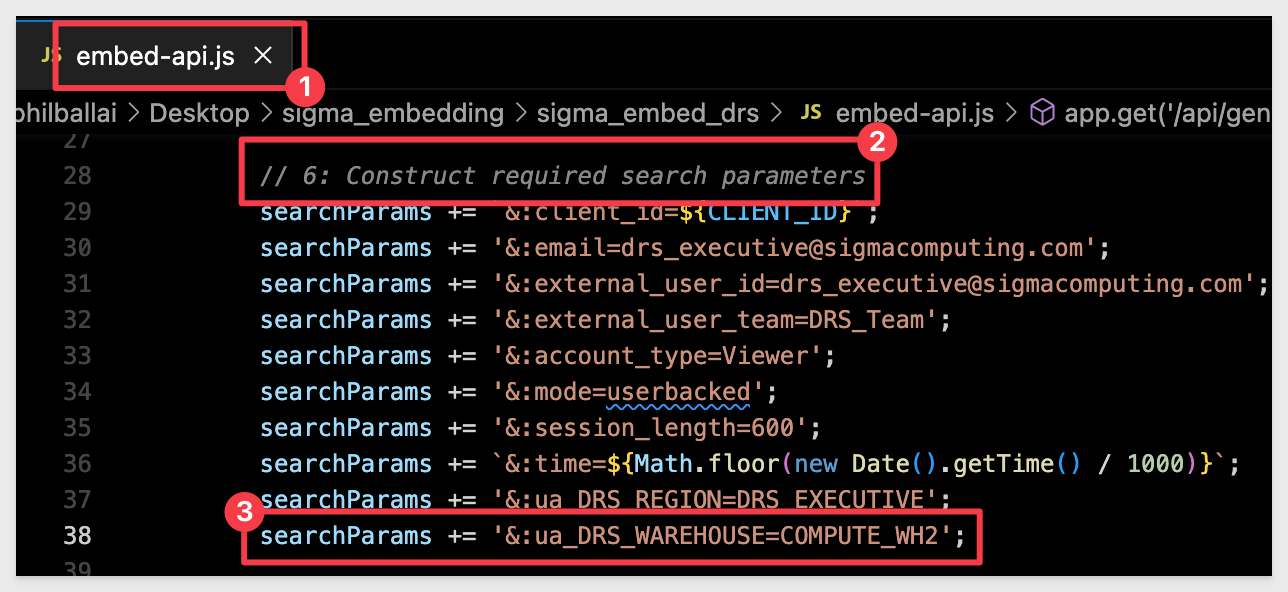 JS embed-api.js ×
1
philballai > Desktop > sigma_embedding > sigma_embed_drs > JS embed-api.js > app.get('/api/gen
27
2
28 // 6: Construct required search parameters
29 searchParams += `&:client_id=${CLIENT_ID}`;
30 searchParams += '&:email=drs_executive@sigmacomputing.com';
31 searchParams += '&:external_user_id=drs_executive@sigmacomputing.com';
32 searchParams += '&:external_user_team=DRS_Team';
33 searchParams += '&:account_type=Viewer';
34 searchParams += '&:mode=userbacked';
35 searchParams += '&:session_length=600';
36 searchParams += `&:time=${Math.floor(new Date().getTime() / 1000)}`;
37 searchParams += '&:ua_DRS_REGION=DRS_EXECUTIVE';
3
38 searchParams += '&:ua_DRS_WAREHOUSE=COMPUTE_WH2';
39